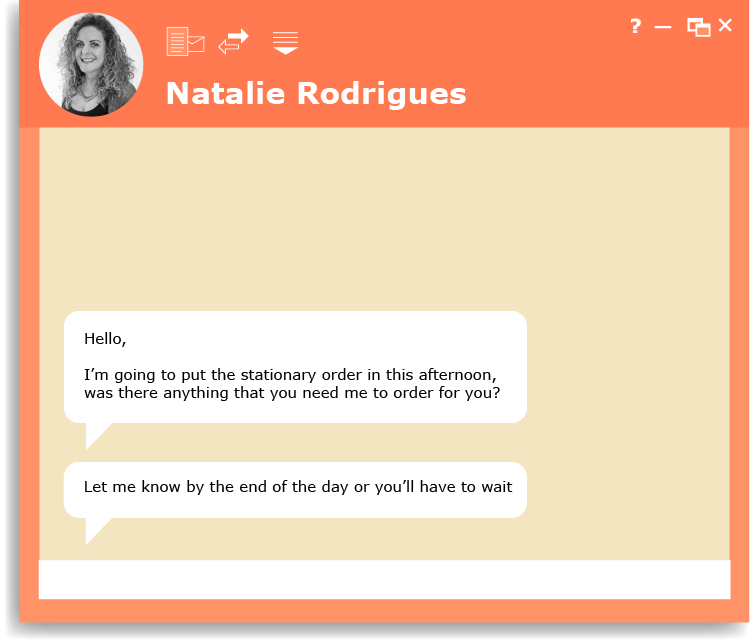 ?
Natalie Rodrigues
Hello,
I’m going to put the stationary order in this afternoon,
was there anything that you need me to order for you?
Let me know by the end of the day or you’ll have to wait